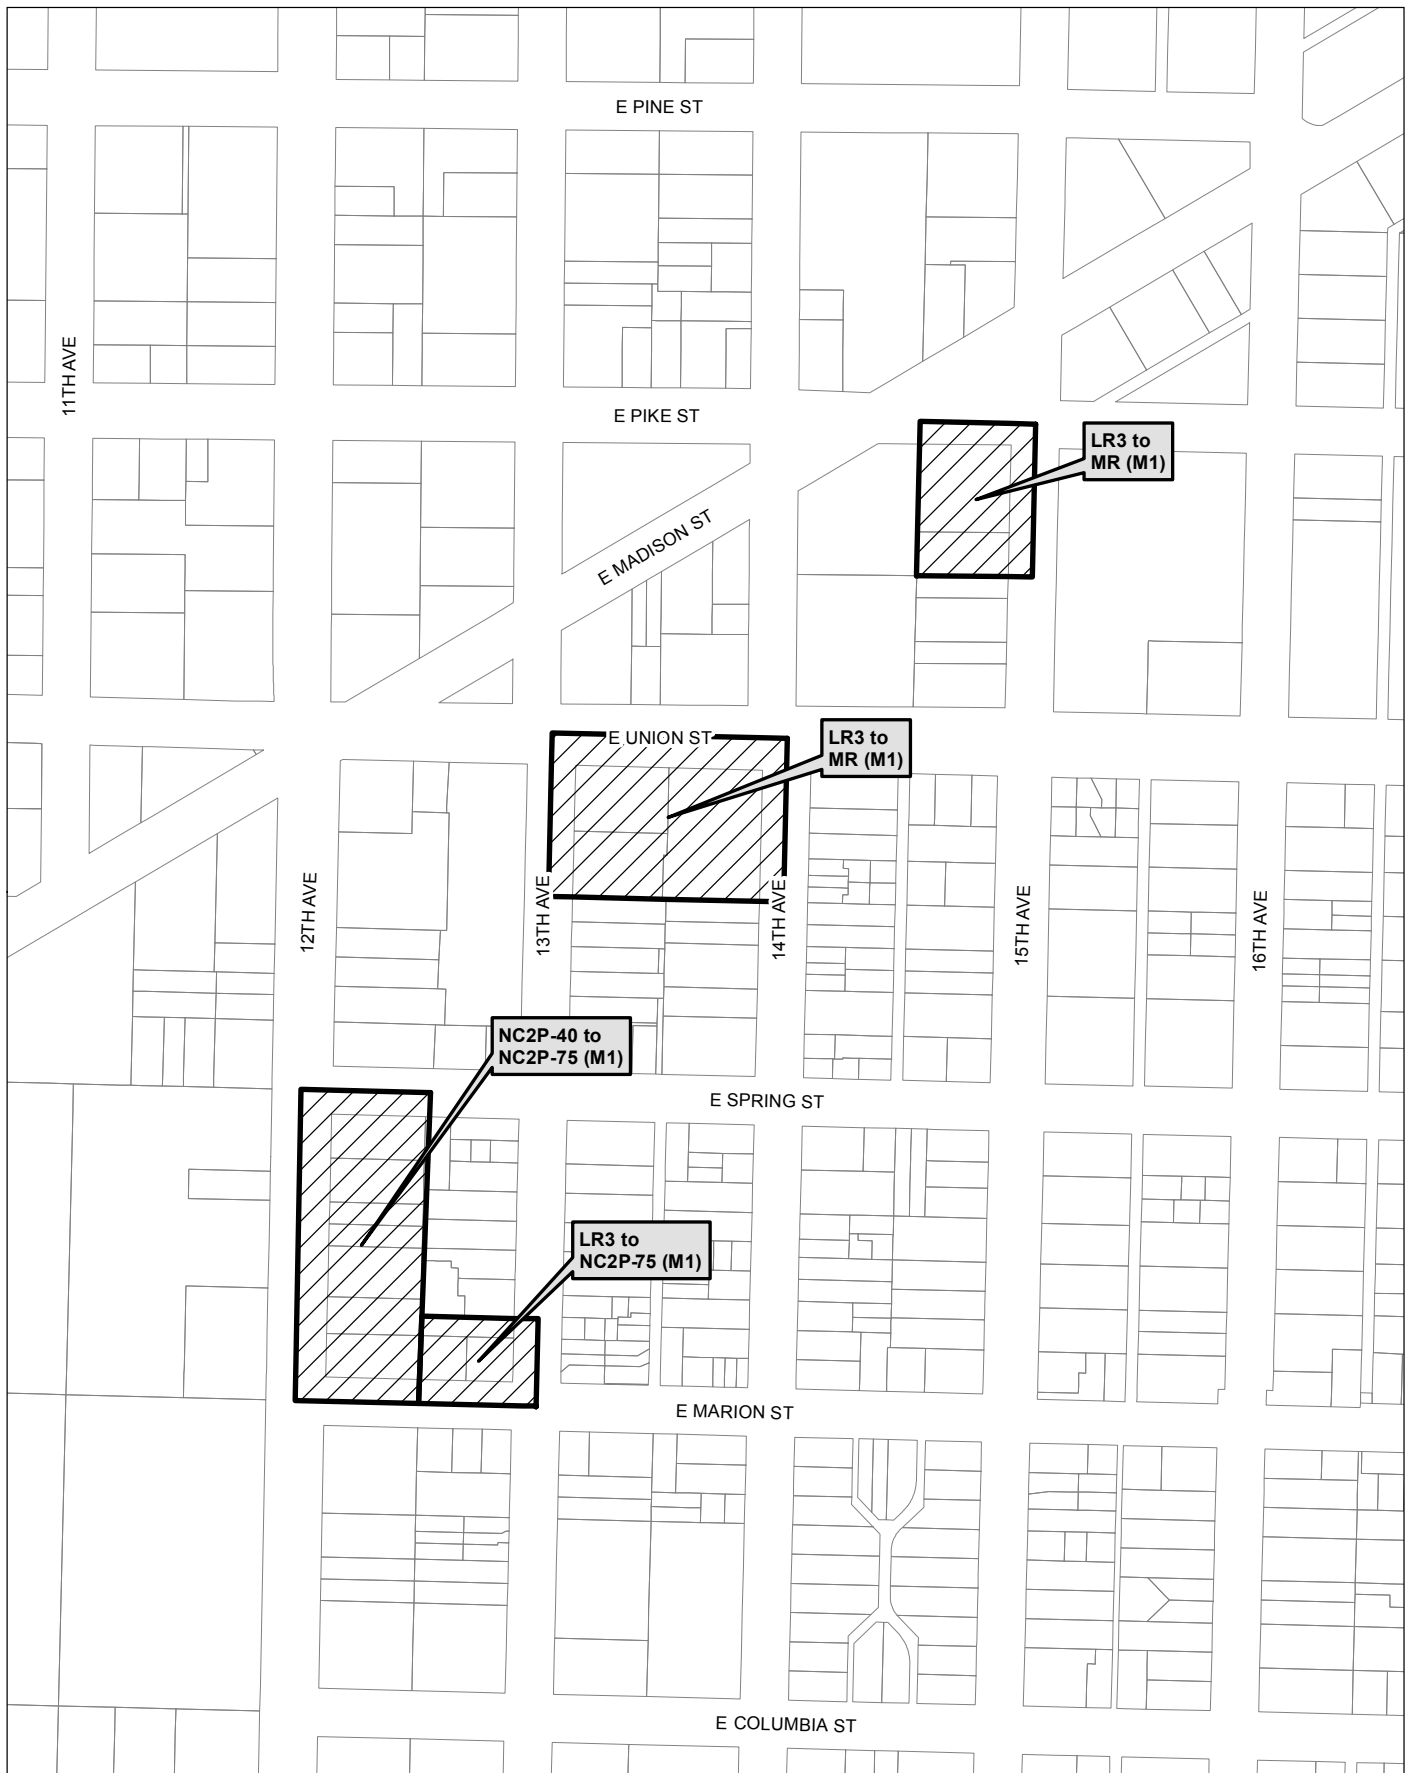 E PINE ST
11TH AVE
E PIKE ST
LR3 to
MR (M1)
E MADISON ST
E UNION ST
LR3 to
MR (M1)
12TH AVE
13TH AVE
14TH AVE
15TH AVE
16TH AVE
NC2P-40 to
NC2P-75 (M1)
E SPRING ST
LR3 to
NC2P-75 (M1)
E MARION ST
E COLUMBIA ST